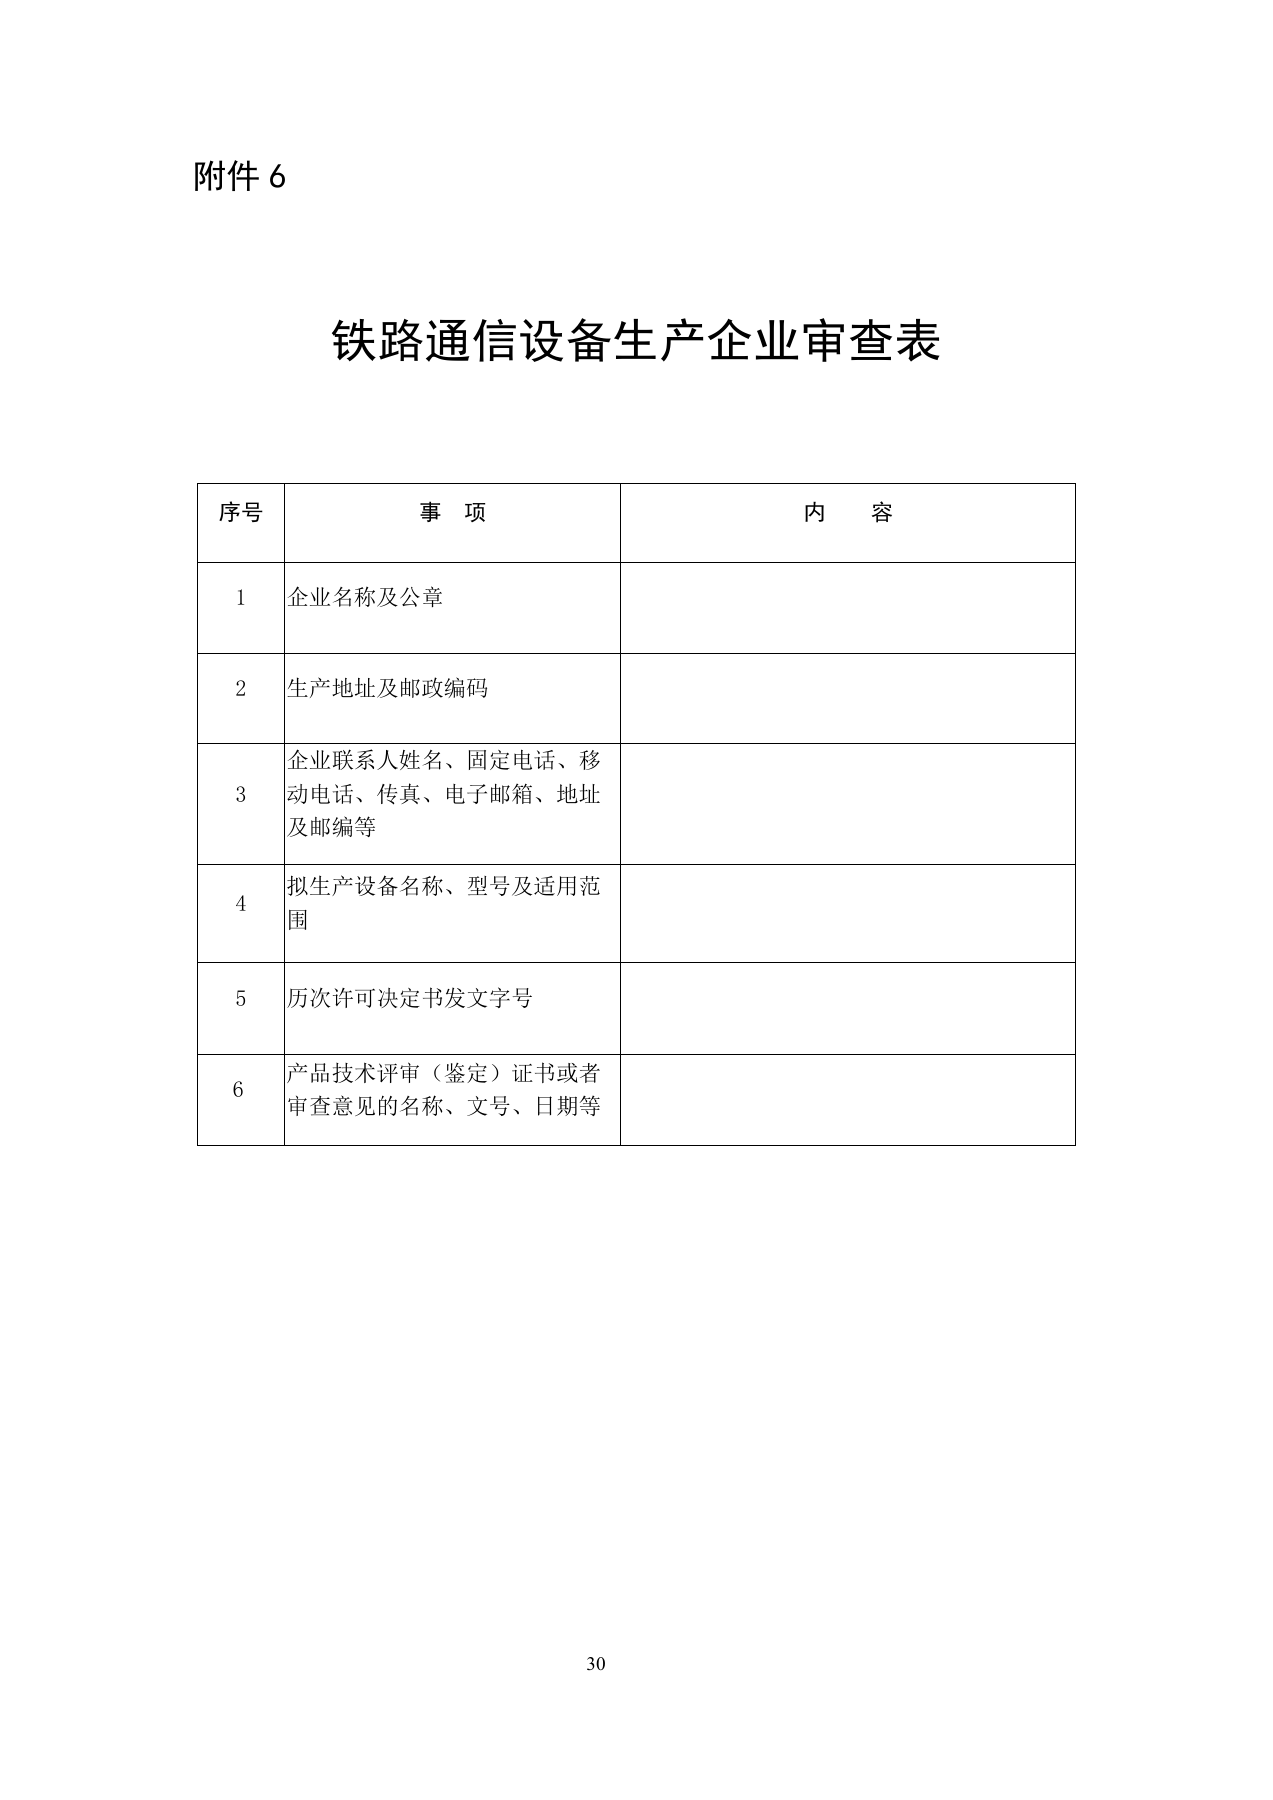 附件 6
铁路通信设备生产企业审查表
序号 事 项 内 容
1 企业名称及公章
2 生产地址及邮政编码
企业联系人姓名、固定电话、移
3 动电话、传真、电子邮箱、地址
及邮编等
拟生产设备名称、型号及适用范
4
围
5 历次许可决定书发文字号
产品技术评审（鉴定）证书或者
6
审查意见的名称、文号、日期等
30